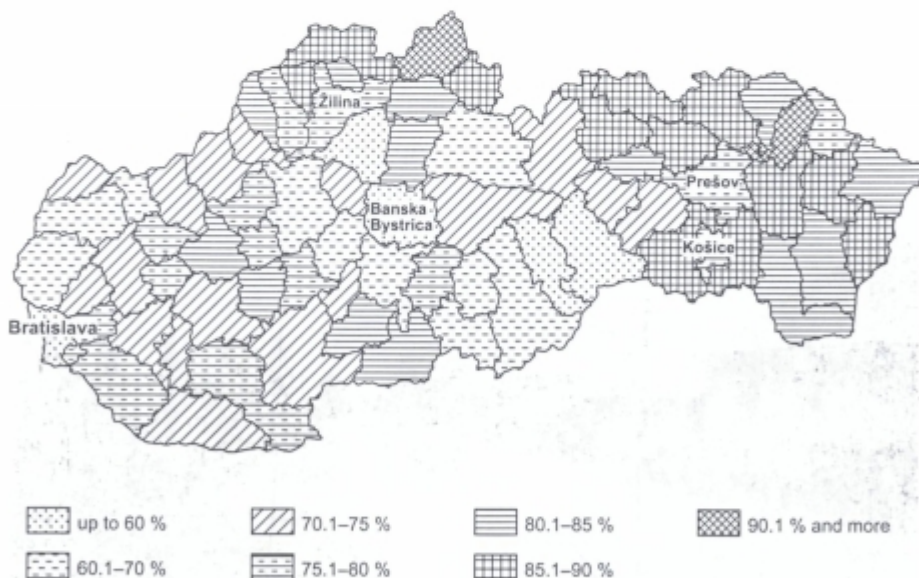 Žilina
Prešov
Banska
Bystrica
Košice
Bratislava
up to 60 %
70.1–75 %
80.1–85 %
90.1 % and more
60.1–70 %
75.1–80 %
85.1–90 %